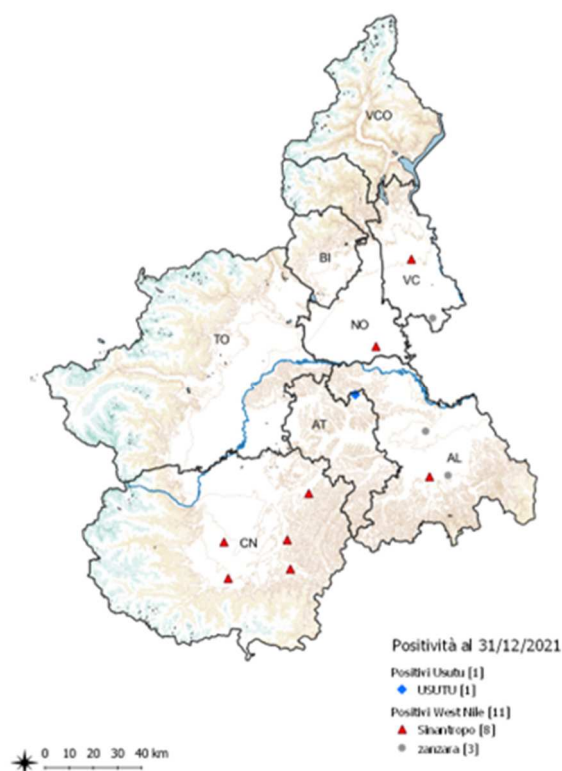 VCO
BI
VC
NO
TO
AT
AL
CN
Positività al 31/12/2021
Positivi Usutu [1]
USUTU [1]
Positivi West Nile [11]
Sinantropo [8]
zanzara [3]
0 10 20 30 40 km